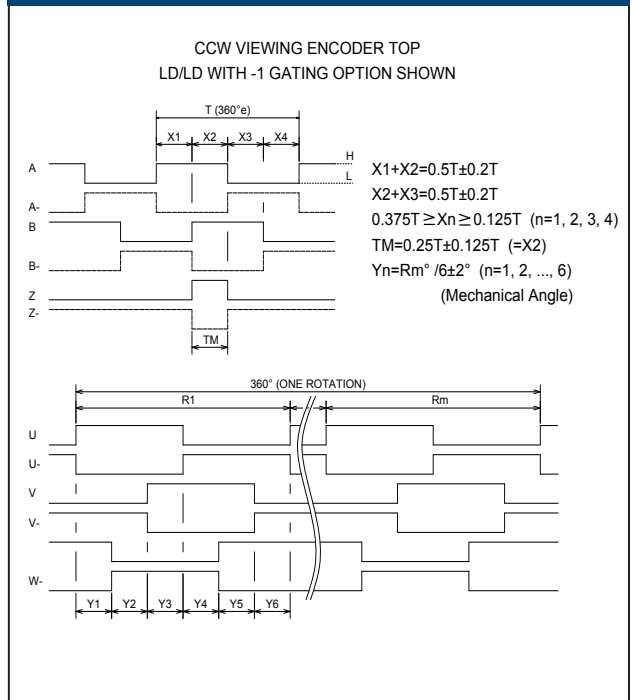 CCW VIEWING ENCODER TOP
LD/LD WITH -1 GATING OPTION SHOWN
T (360°e)
X1 X2 X3 X4
H
L
A
A-
B
B-
Z
Z-
TM
X1+X2=0.5T±0.2T
X2+X3=0.5T±0.2T
0.375T≥Xn≥0.125T (n=1, 2, 3, 4)
TM=0.25T±0.125T (=X2)
Yn=Rm° /6±2° (n=1, 2, ..., 6)
(Mechanical Angle)
360° (ONE ROTATION)
R1 Rm
U
U-
V
V-
W-
Y1 Y2 Y3 Y4 Y5 Y6